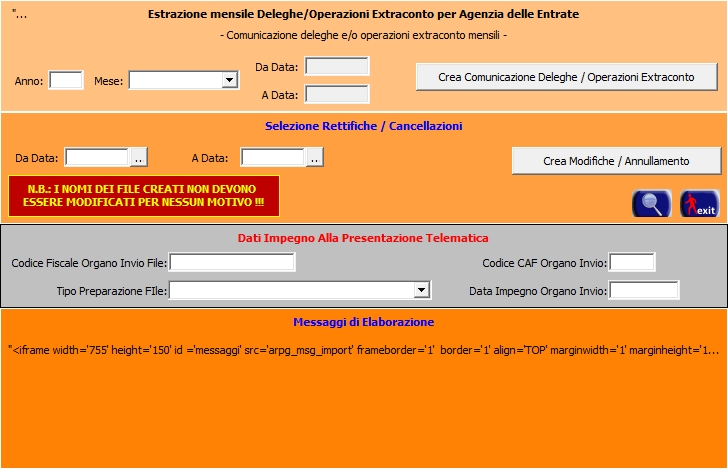 "... Estrazione mensile Deleghe/Operazioni Extraconto per Agenzia delle Entrate
- Comunicazione deleghe e/o operazioni extraconto mensili -
Anno: Mese: Da Data:
A Data:
Crea Comunicazione Deleghe / Operazioni Extraconto
Selezione Rettifiche / Cancellazioni
Da Data: .. A Data: .. Crea Modifiche / Annullamento
N.B.: I NOMI DEI FILE CREATI NON DEVONO
ESSERE MODIFICATI PER NESSUN MOTIVO !!!
exit
Dati Impegno Alla Presentazione Telematica
Codice Fiscale Organo Invio File: Codice CAF Organo Invio:
Tipo Preparazione FIle: Data Impegno Organo Invio:
Messaggi di Elaborazione
"<iframe width='755' height='150' id ='messaggi' src='arpg_msg_import' frameborder='1' border='1' align='TOP' marginwidth='1' marginheight='1...